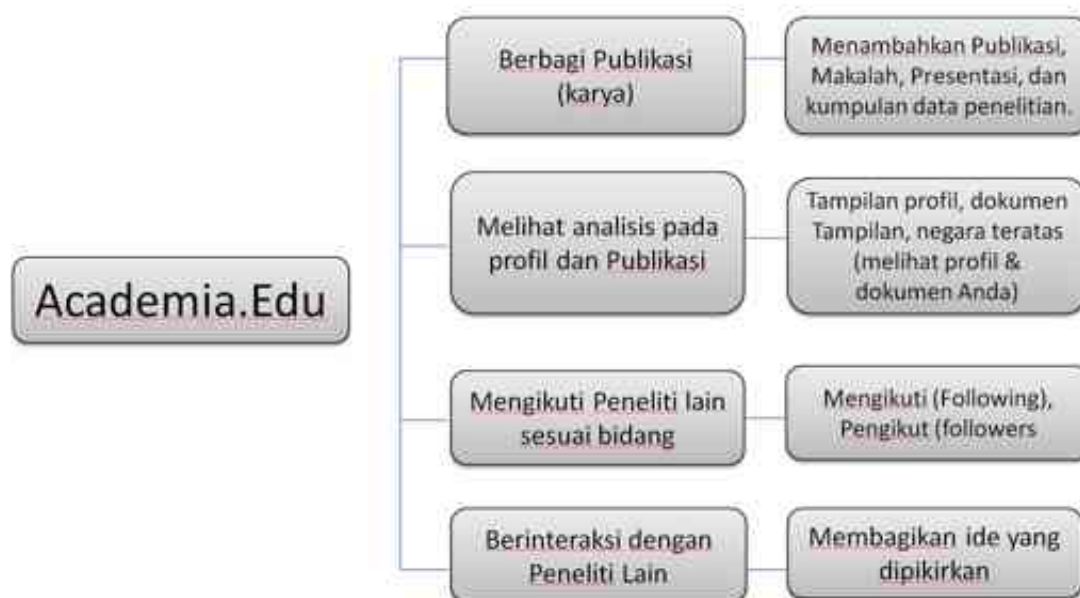 Academia.Edu
Berbagi Publikasi
(karya)
Menambahkan Publikasi,
Makalah, Presentasi, dan
kumpulan data penelitian.
Melihat analisis pada
profil dan Publikasi
Tampilan profil, dokumen
Tampilan, negara teratas
(melihat profil &
dokumen Anda)
Mengikuti Peneliti lain
sesuai bidang
Mengikuti (Following),
Pengikut (followers
Berinteraksi dengan
Peneliti Lain
Membagikan ide yang
dipikirkan